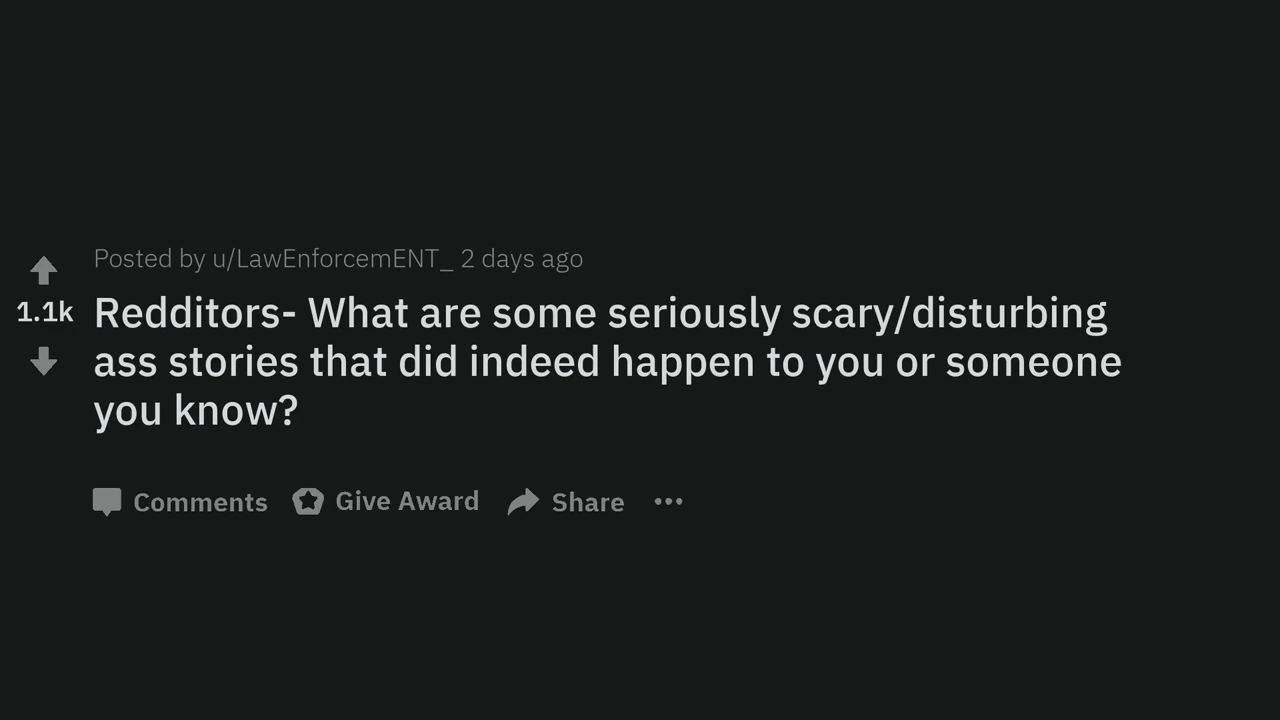 Posted by u/LawEnforcemENT_ 2 days ago
1.1k
Redditors- What are some seriously scary/disturbing
ass stories that did indeed happen to you or someone
you know?
Comments Give Award Share